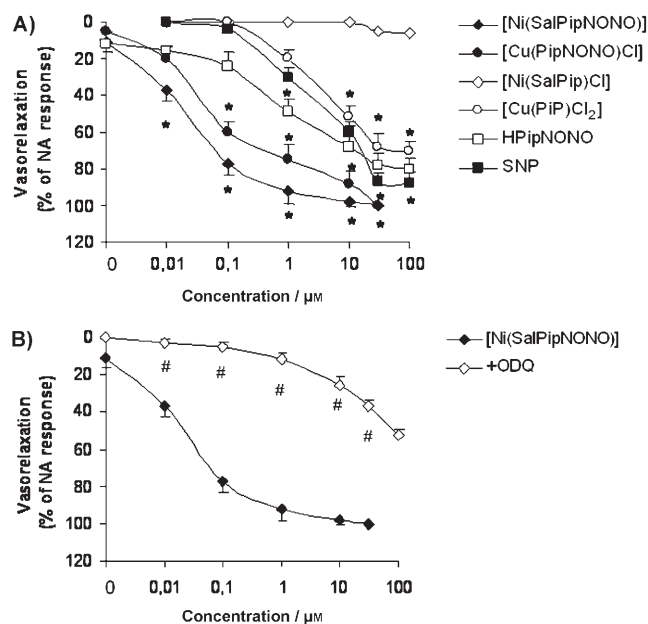 A)
Vasorelaxation
(% of NA response)
0
20
40
60
80
100
120
0
0,01
0,1
1
10
100
Concentration / µM
[Ni(SalPipNONO)]
[Cu(PipNONO)Cl]
[Ni(SalPip)Cl]
[Cu(PiP)Cl2]
HPipNONO
SNP
B)
Vasorelaxation
(% of NA response)
0
20
40
60
80
100
120
# # # # #
0
0,01
0,1
1
10
100
Concentration / µM
[Ni(SalPipNONO)]
+ODQ